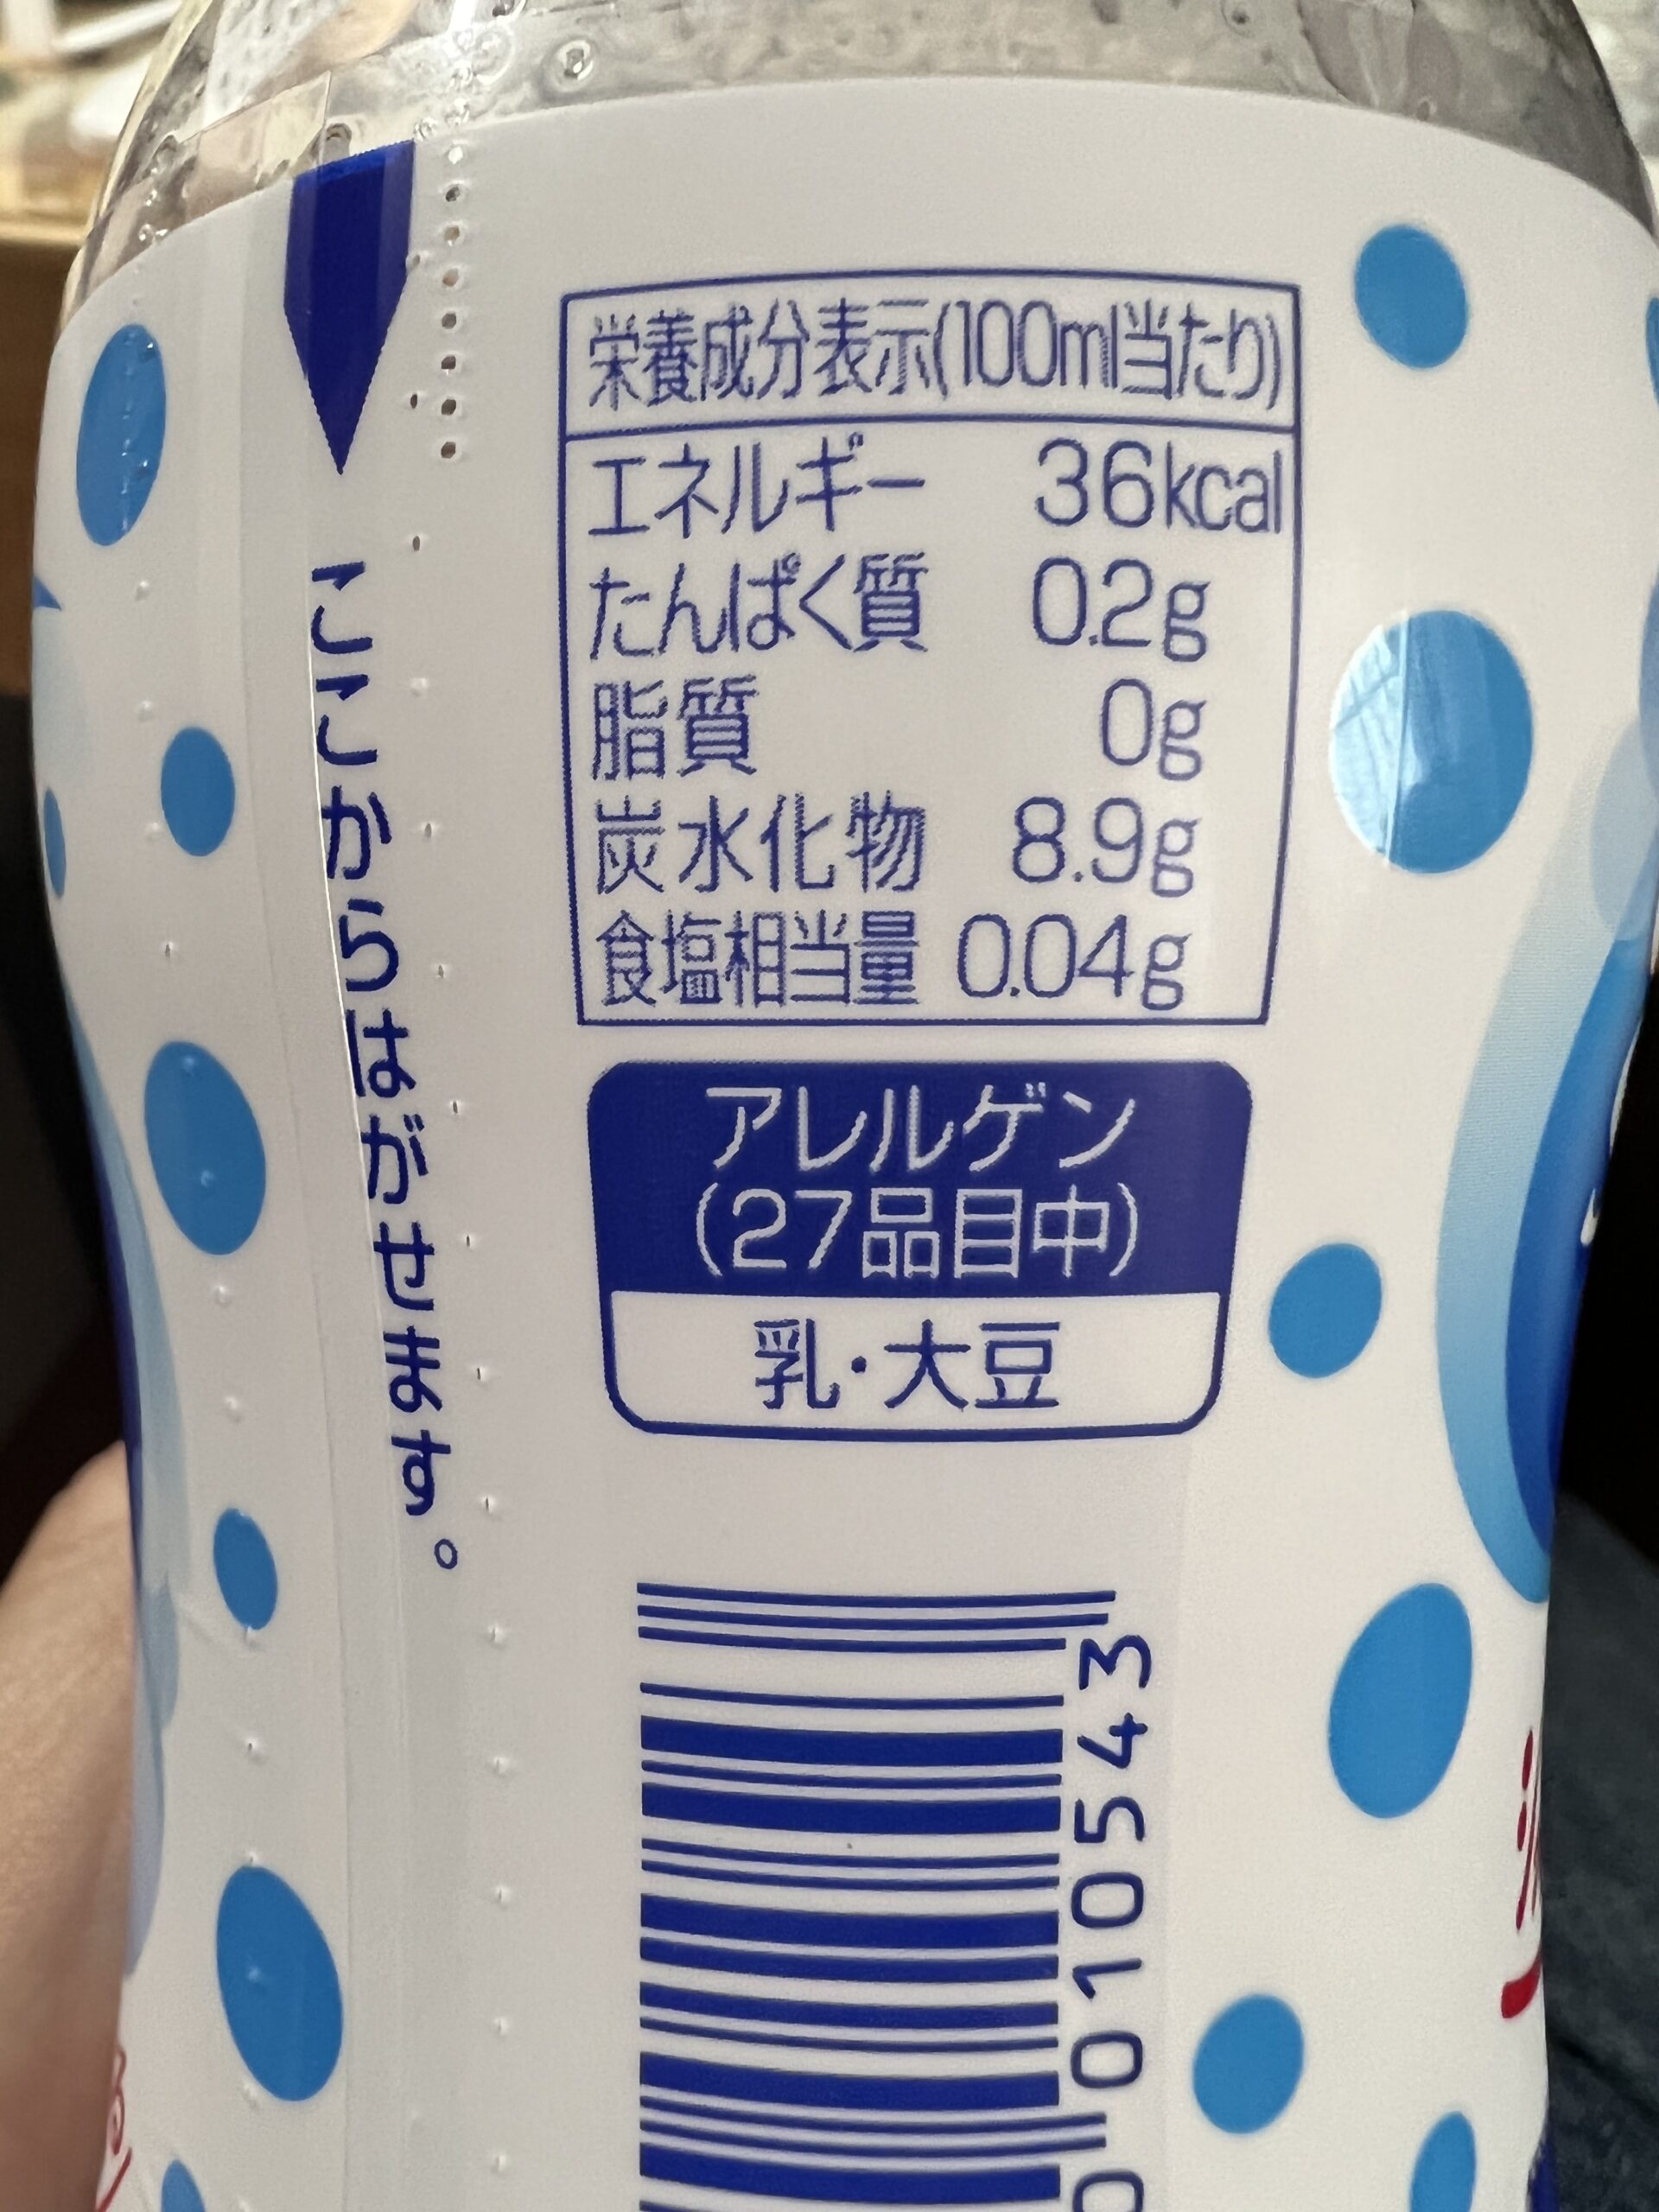 ここからはがせます。
栄養成分表示(100ml当たり)
エネルギー 36kcal
たんぱく質 0.2g
脂質 0g
炭水化物 8.9g
食塩相当量 0.04g
アレルゲン
(27品目中)
乳・大豆
0 010543